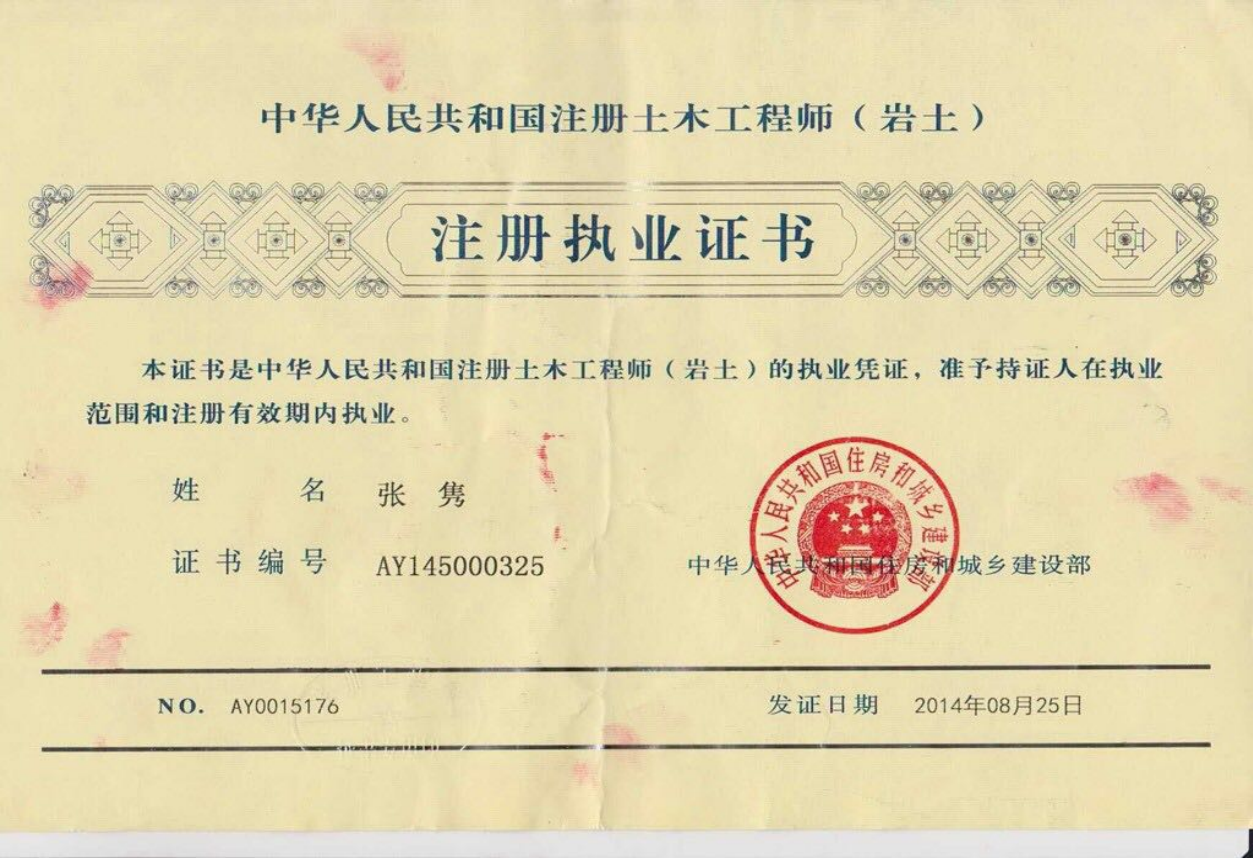 中华人民共和国注册土木工程师（岩土）
注册执业证书
本证书是中华人民共和国注册土木工程师（岩土）的执业凭证，准予持证人在执业
范围和注册有效期内执业。
姓 名 张 隽
证书编号 AY145000325
中华人民共和国住房和城乡建设部
中华人民共和国住房和城乡建设部
NO. AY0015176
发证日期 2014年08月25日